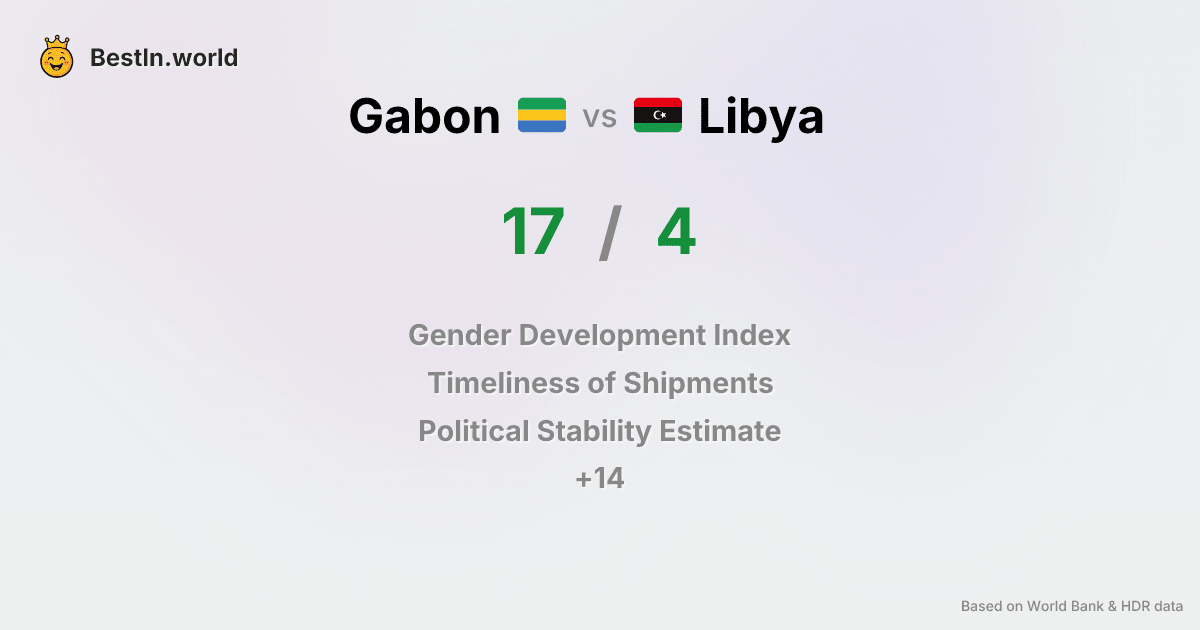 BestIn.world
Gabon vs Libya
17 / 4
Gender Development Index
Timeliness of Shipments
Political Stability Estimate
+14
Based on World Bank & HDR data